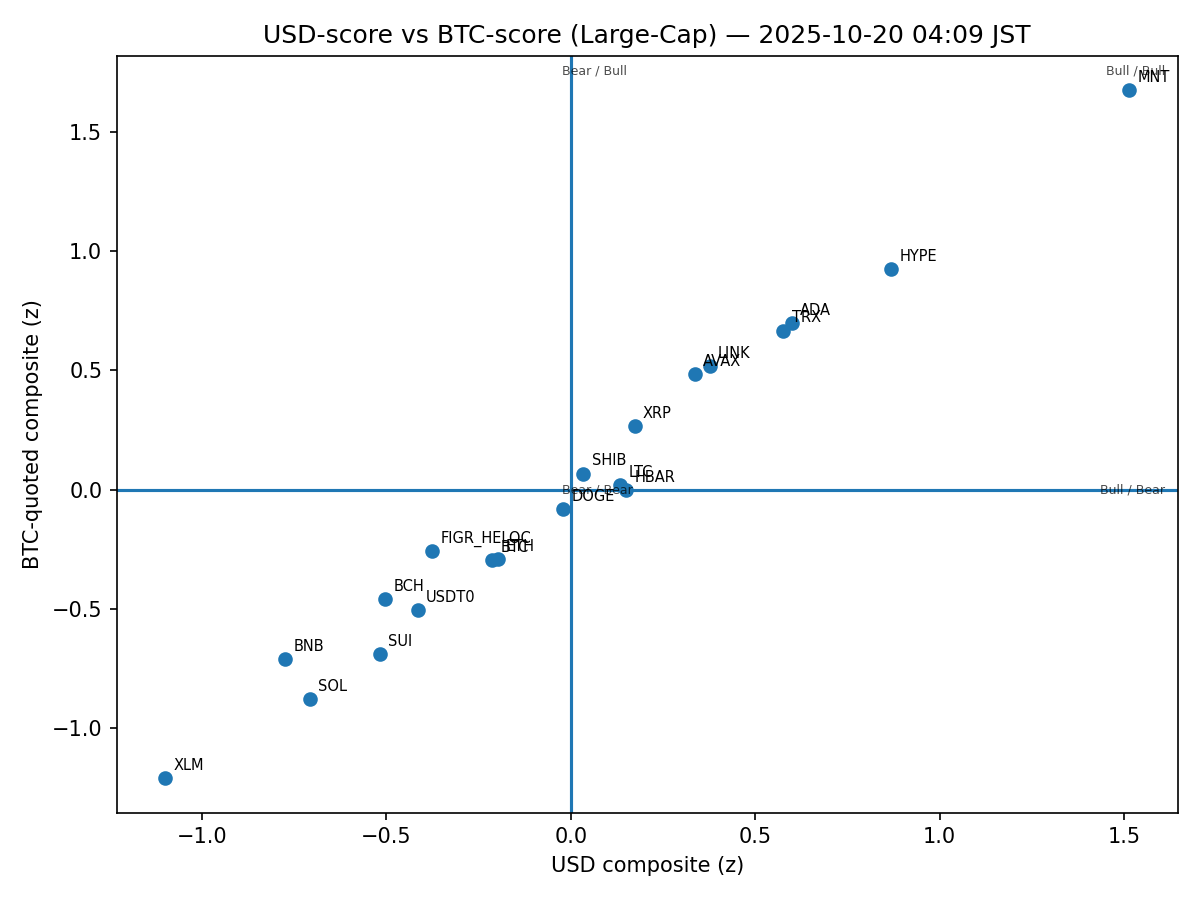 USD-score vs BTC-score (Large-Cap) — 2025-10-20 04:09 JST
Bear / Bull
Bull / Bull
MNT
1.5
HYPE
1.0
ADA
TRX
LINK
AVAX
0.5
XRP
SHIB
LTC
HBAR
0.0
Bear / Bear
Bull / Bear
DOGE
FIGR_HELOC
BTC
ETH
BCH
USDT0
−0.5
SUI
BNB
SOL
−1.0
XLM
BTC-quoted composite (z)
−1.0
−0.5
0.0
0.5
1.0
1.5
USD composite (z)